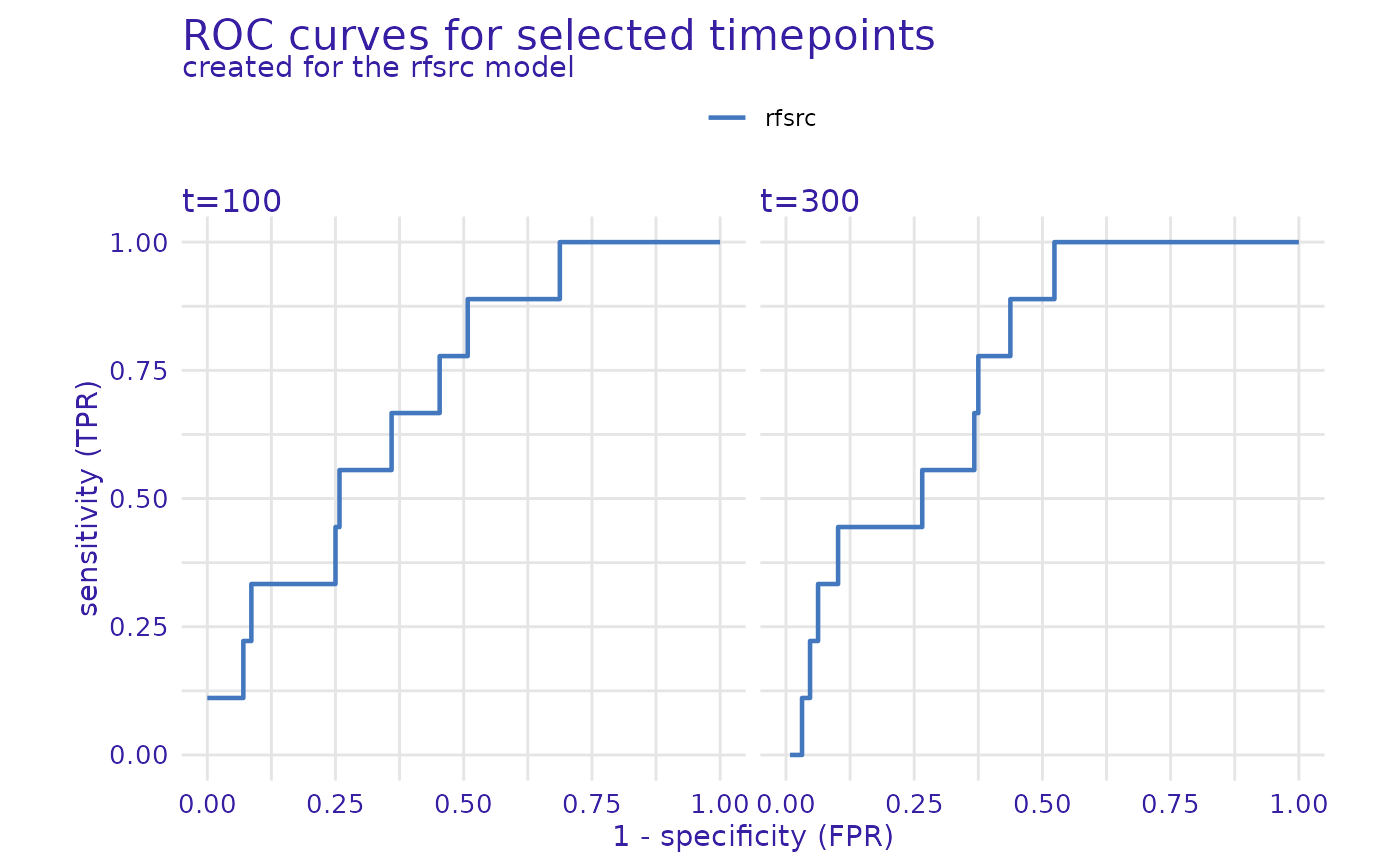 ROC curves for selected timepoints
created for the rfsrc model
rfsrc
t=100
t=300
1.00
0.75
0.50
0.25
0.00
sensitivity (TPR)
0.00 0.25 0.50 0.75 1.00 0.00 0.25 0.50 0.75 1.00
1 - specificity (FPR)